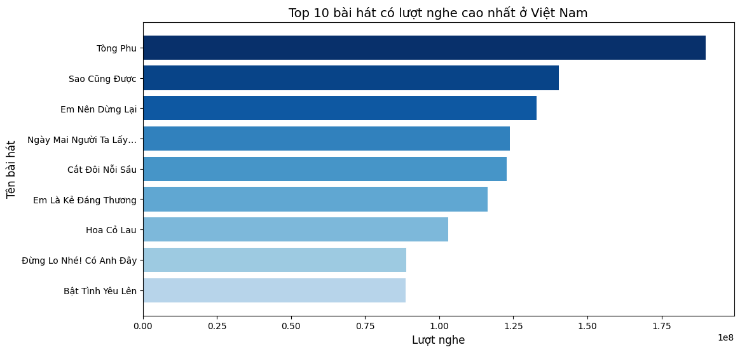 Top 10 bài hát có lượt nghe cao nhất ở Việt Nam
Tên bài hát
Tòng Phu
Sao Cũng Được
Em Nên Dừng Lại
Ngày Mai Người Ta Lấy...
Cắt Đôi Nỗi Sầu
Em Là Kẻ Đáng Thương
Hoa Cỏ Lau
Đừng Lo Nhé! Có Anh Đây
Bật Tình Yêu Lên
0.00 0.25 0.50 0.75 1.00 1.25 1.50 1.75
1e8
Lượt nghe